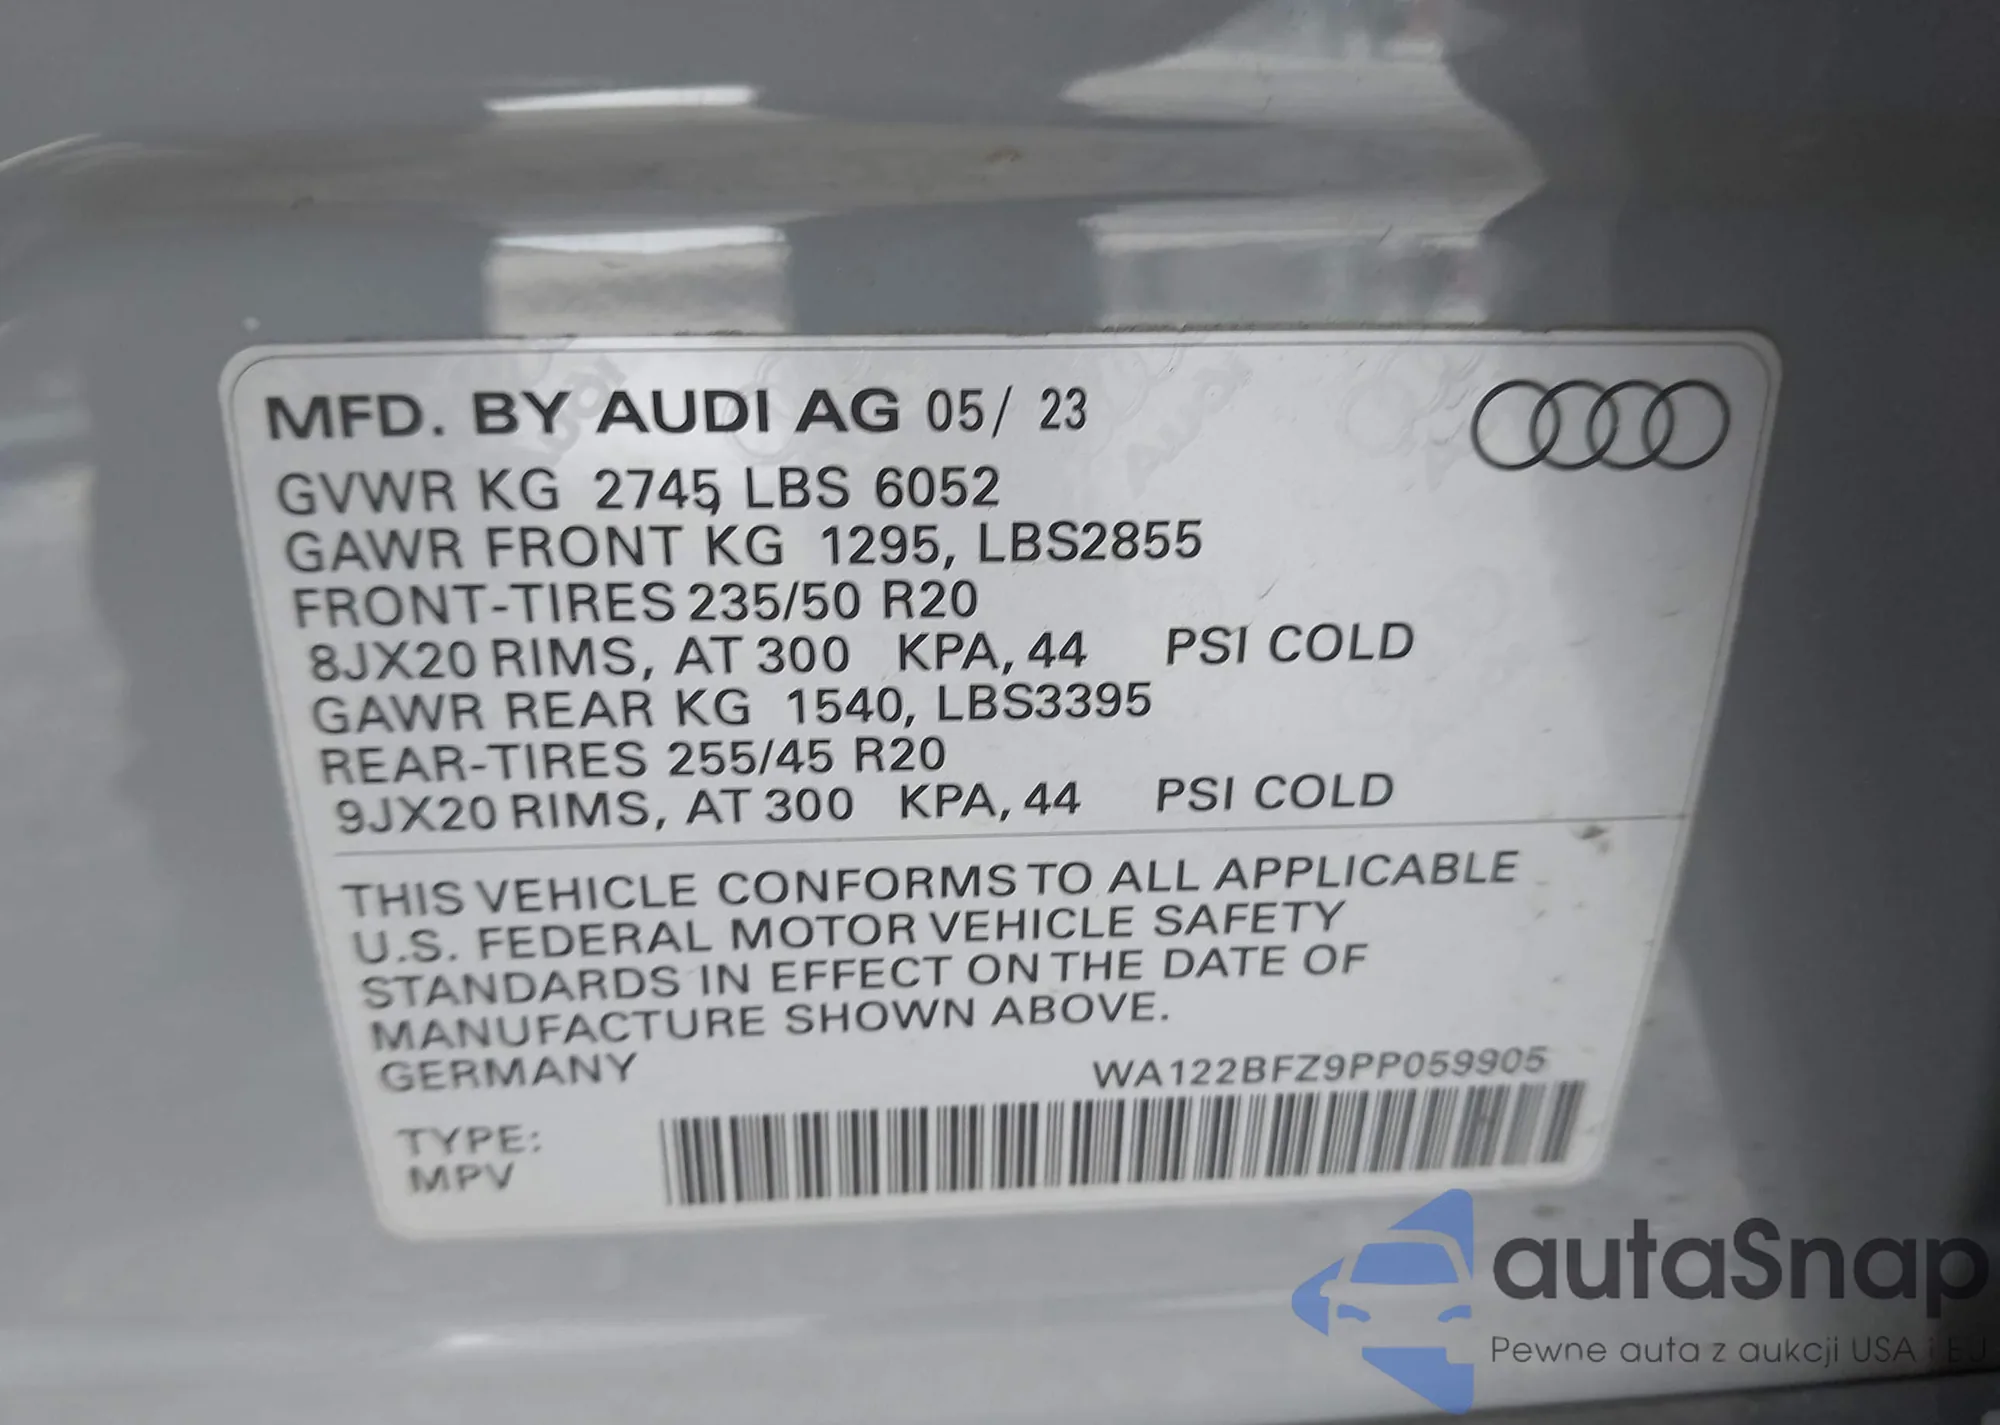 MFD. BY AUDI AG 05/ 23
GVWR KG 2745, LBS 6052
GAWR FRONT KG 1295, LBS2855
FRONT-TIRES 235/50 R20
8JX20 RIMS, AT 300 KPA, 44 PSI COLD
GAWR REAR KG 1540, LBS3395
REAR-TIRES 255/45 R20
9JX20 RIMS, AT 300 KPA, 44 PSI COLD
THIS VEHICLE CONFORMS TO ALL APPLICABLE
U.S. FEDERAL MOTOR VEHICLE SAFETY
STANDARDS IN EFFECT ON THE DATE OF
MANUFACTURE SHOWN ABOVE.
GERMANY WA122BFZ9PP059905
TYPE:
MPV
autaSnap
Pewne auta z aukcji USA i EU